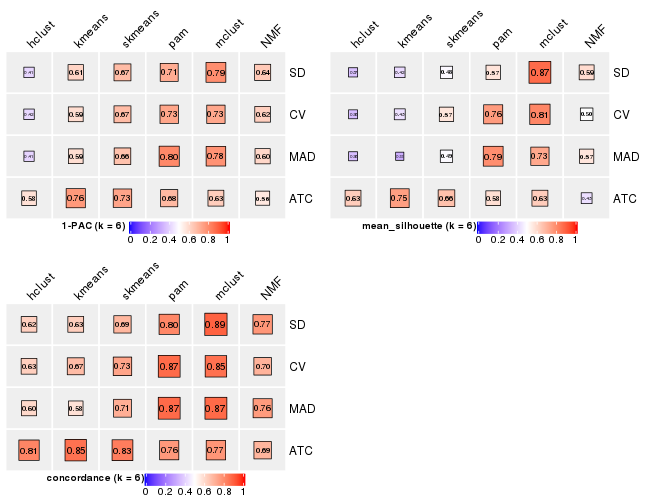 hclust kmeans skmeans pam mclust NMF
0.41 0.61 0.67 0.71 0.79 0.64 SD
0.42 0.59 0.67 0.73 0.73 0.62 CV
0.41 0.59 0.66 0.80 0.78 0.60 MAD
0.58 0.76 0.73 0.68 0.63 0.56 ATC
1-PAC (k = 6)
0 0.2 0.4 0.6 0.8 1
hclust kmeans skmeans pam mclust NMF
0.48 0.57 0.87 0.59 SD
0.57 0.76 0.81 0.50 CV
0.49 0.79 0.73 0.57 MAD
0.63 0.75 0.66 0.58 0.63 ATC
mean_silhouette (k = 6)
0 0.2 0.4 0.6 0.8 1
hclust kmeans skmeans pam mclust NMF
0.62 0.63 0.69 0.80 0.89 0.77 SD
0.63 0.67 0.73 0.87 0.85 0.70 CV
0.60 0.58 0.71 0.87 0.87 0.76 MAD
0.81 0.85 0.83 0.76 0.77 0.69 ATC
concordance (k = 6)
0 0.2 0.4 0.6 0.8 1